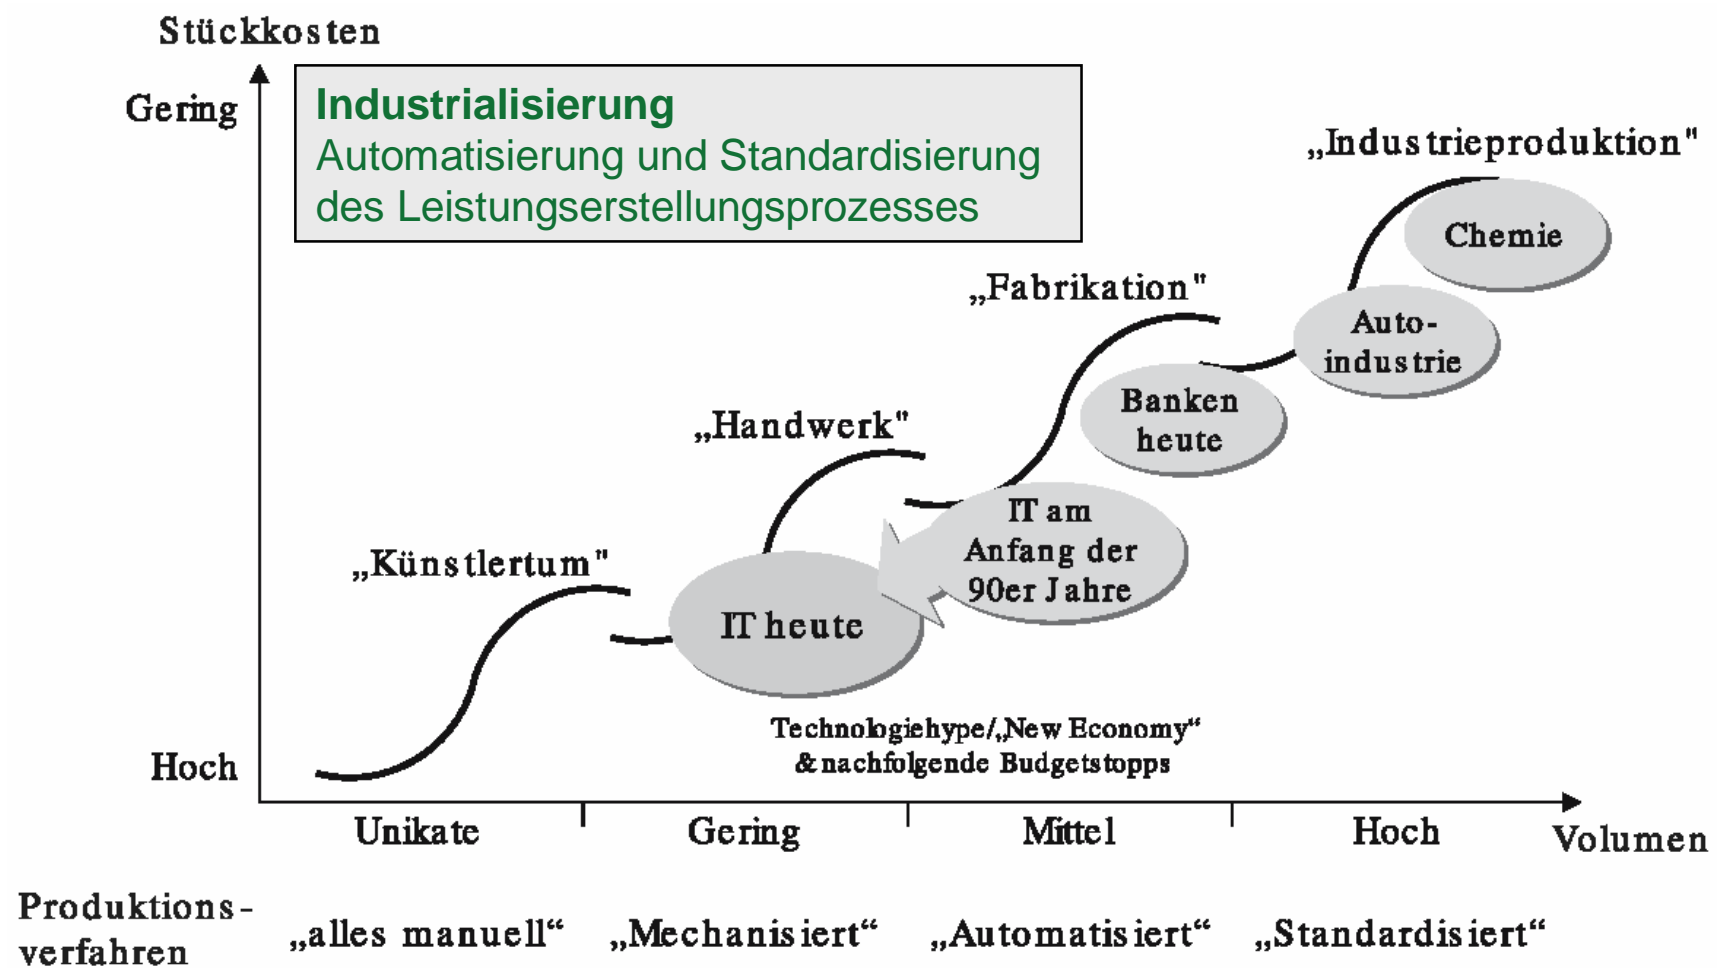 Stückkosten
Gering
Industrialisierung
Automatisierung und Standardisierung
des Leistungserstellungsprozesses
„Industrieproduktion"
Chemie
„Fabrikation"
Auto-
industrie
Banken
heute
„Handwerk"
IT am
Anfang der
90er Jahre
„Künstlertum"
IT heute
Technologiehype/„New Economy“
& nachfolgende Budgetstopps
Hoch
Unikate
Gering
Mittel
Hoch
Volumen
Produktions-
verfahren
„alles manuell“
„Mechanisiert“
„Automatisiert“
„Standardisiert“